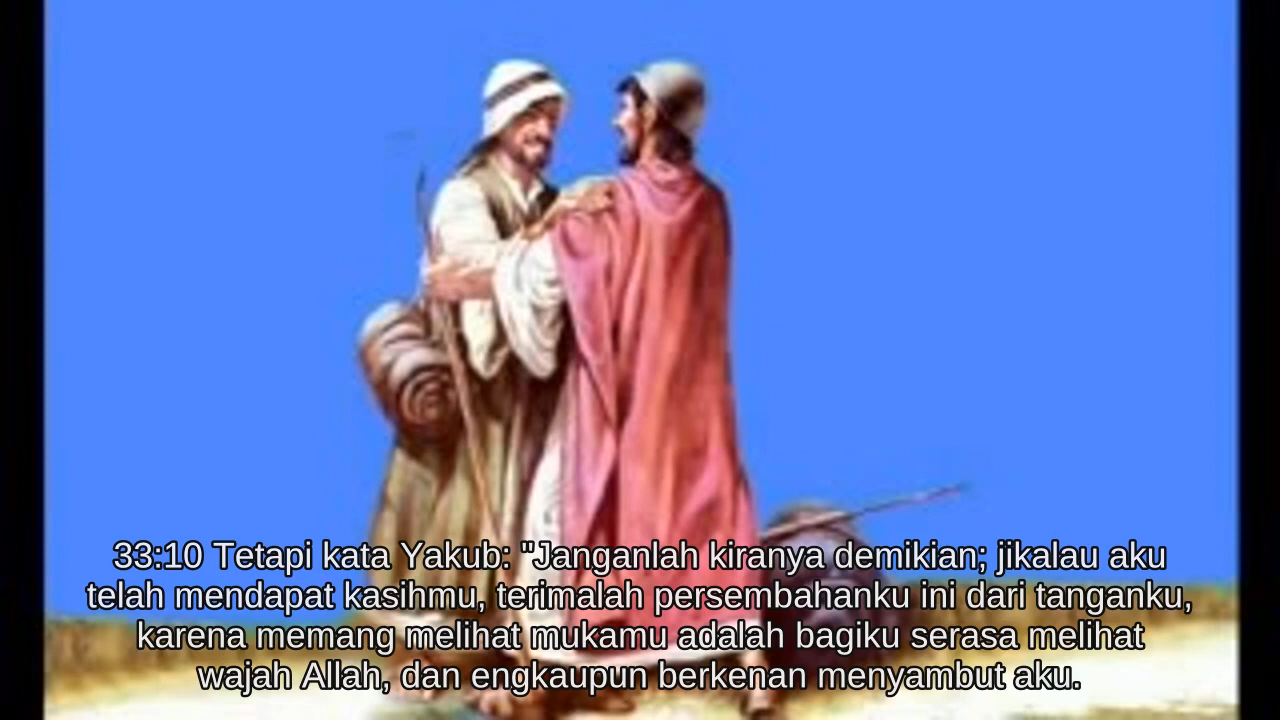 33:10 Tetapi kata Yakub: "Janganlah kiranya demikian; jikalau aku
telah mendapat kasihmu, terimalah persembahanku ini dari tanganku,
karena memang melihat mukamu adalah bagiku serasa melihat
wajah Allah, dan engkaupun berkenan menyambut aku.